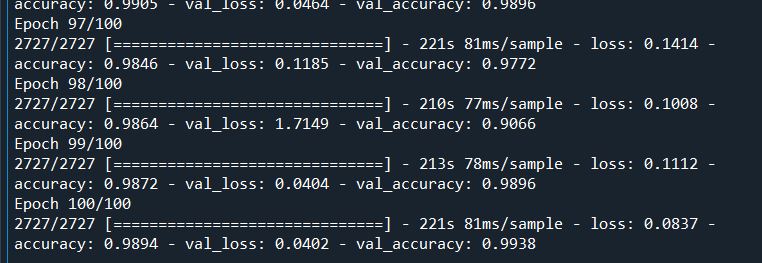 accuracy: 0.9905 - val_loss: 0.0464 - val_accuracy: 0.9896
Epoch 97/100
2727/2727 [==============================] - 221s 81ms/sample - loss: 0.1414 -
accuracy: 0.9846 - val_loss: 0.1185 - val_accuracy: 0.9772
Epoch 98/100
2727/2727 [==============================] - 210s 77ms/sample - loss: 0.1008 -
accuracy: 0.9864 - val_loss: 1.7149 - val_accuracy: 0.9066
Epoch 99/100
2727/2727 [==============================] - 213s 78ms/sample - loss: 0.1112 -
accuracy: 0.9872 - val_loss: 0.0404 - val_accuracy: 0.9896
Epoch 100/100
2727/2727 [==============================] - 221s 81ms/sample - loss: 0.0837 -
accuracy: 0.9894 - val_loss: 0.0402 - val_accuracy: 0.9938